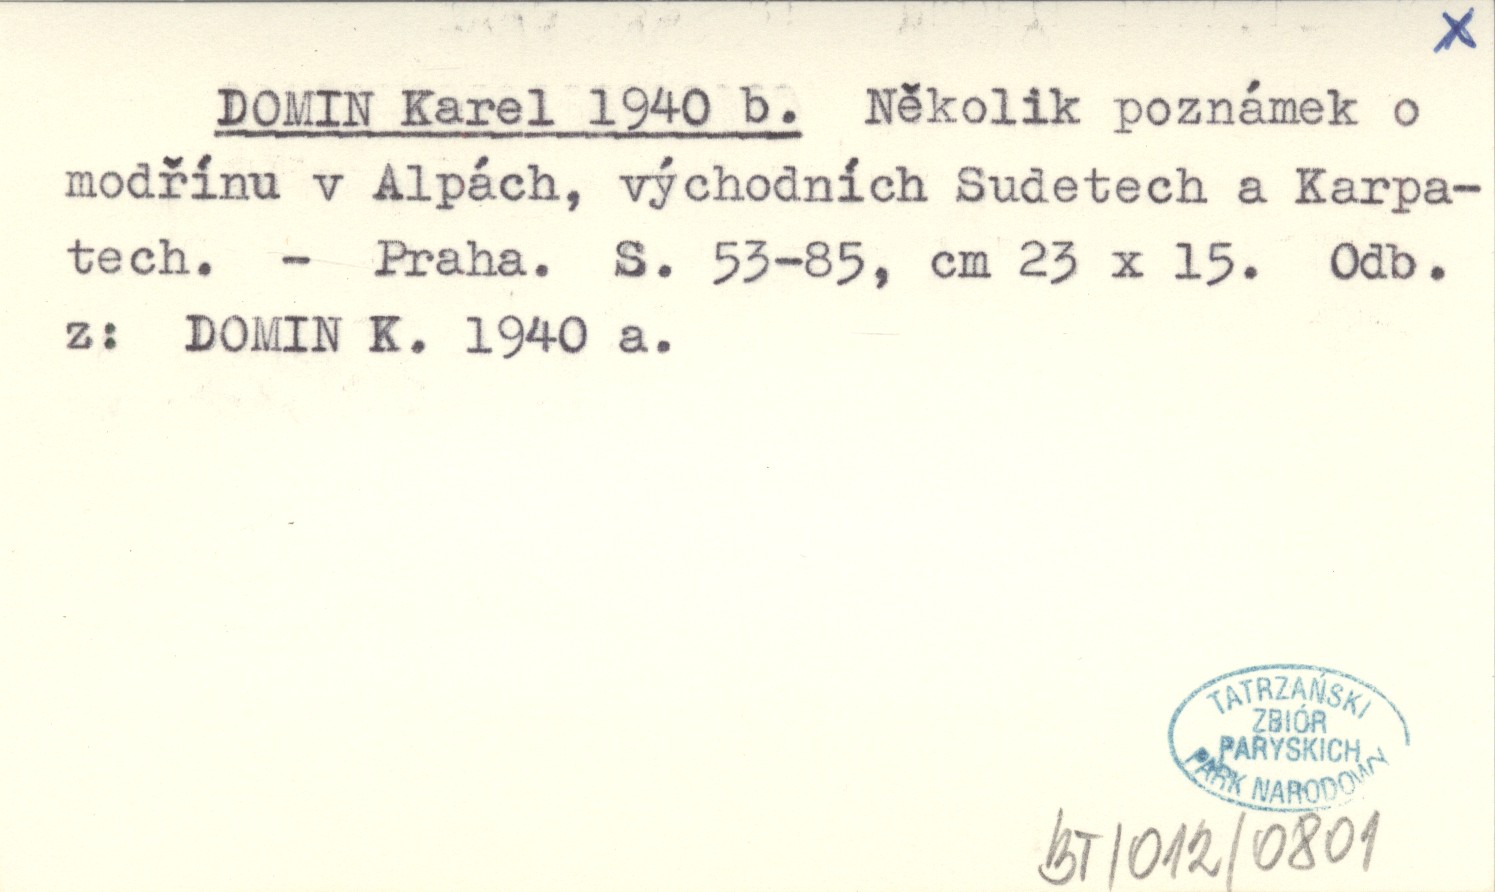 x
DOMIN Karel 1940 b. Několik poznámek o
modřínu v Alpách, východních Sudetech a Karpa-
tech. - Praha. S. 53-85, cm 23 x 15. Odb.
z: DOMIN K. 1940 a.
TATRZAŃSKI
ZBIÓR
PARYSKICH
PARK NARODOWY
BT/012/0801